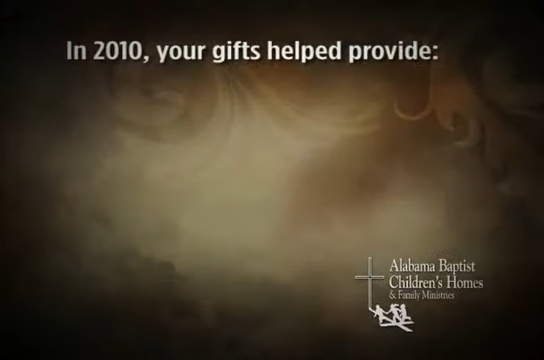 In 2010, your gifts helped provide:
Alabama Baptist
Children's Homes
& Family Ministries